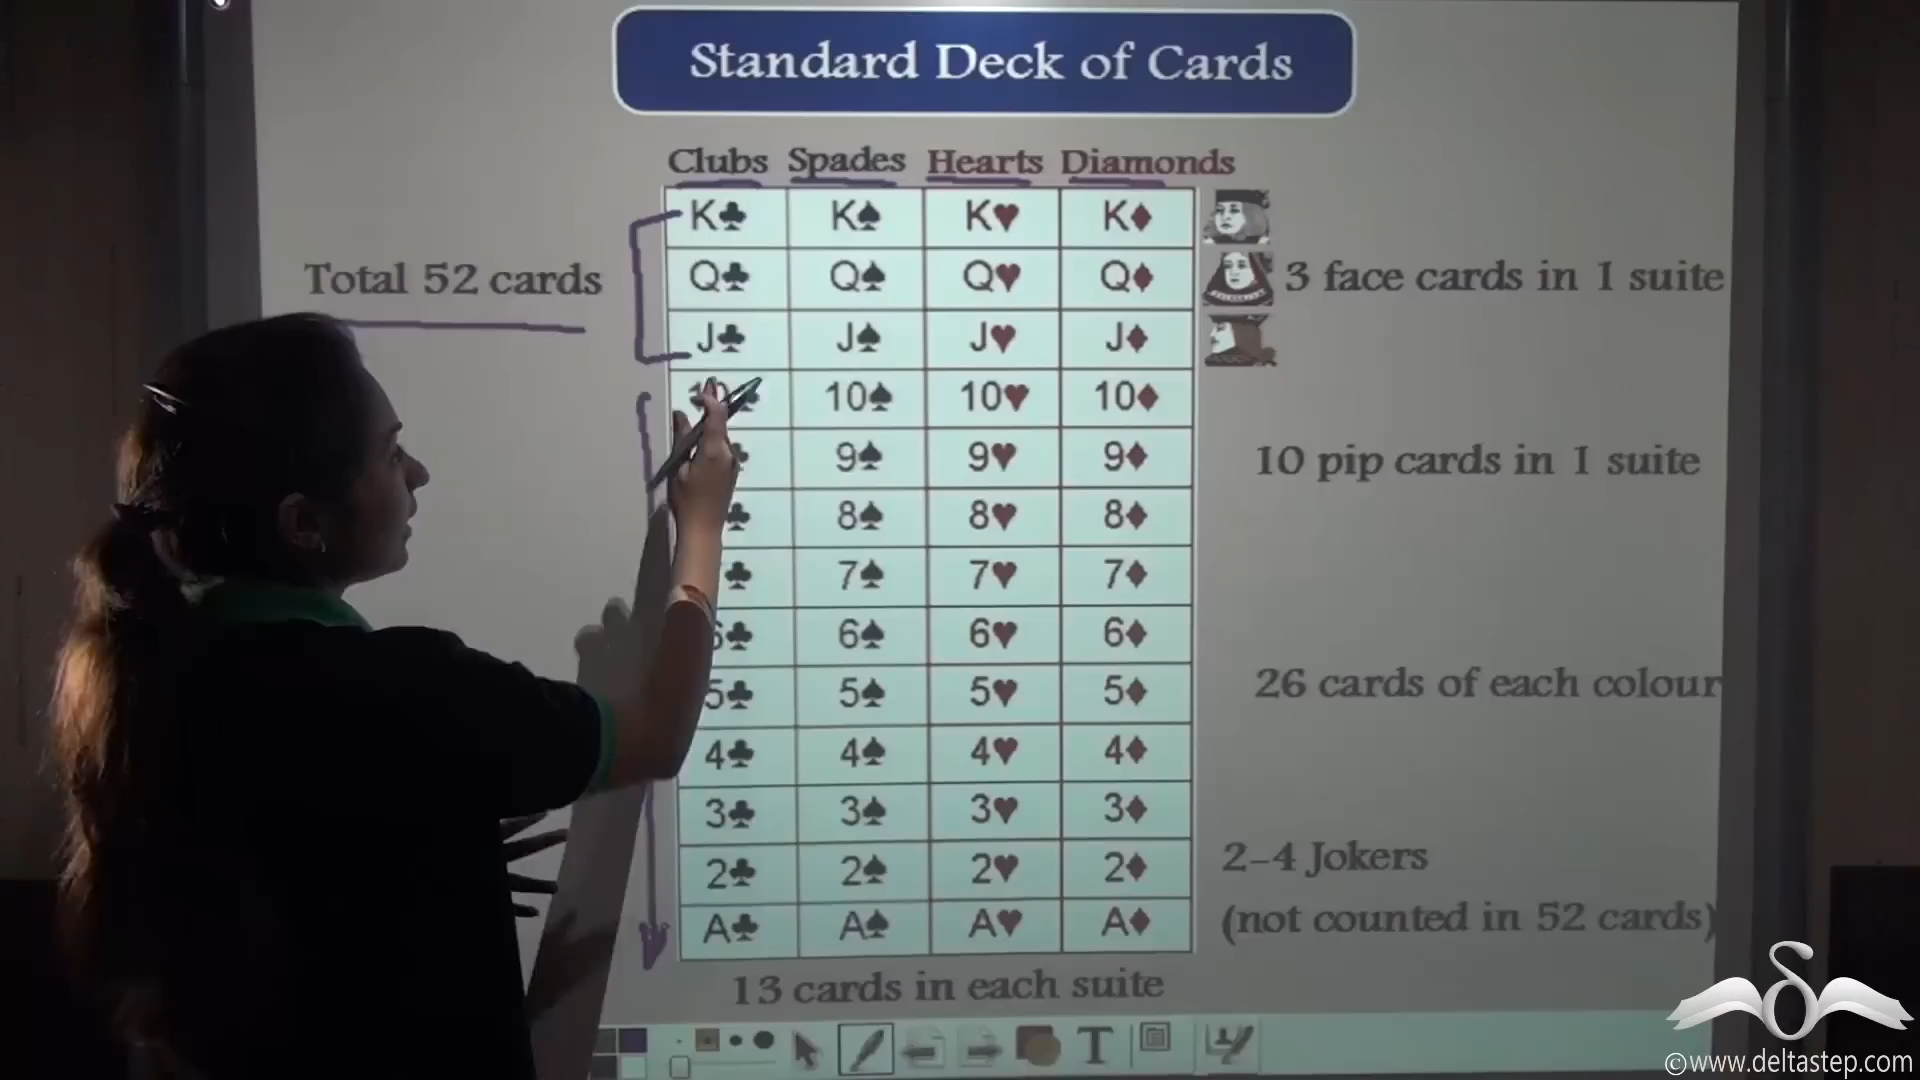 Standard Deck of Cards
Clubs Spades Hearts Diamonds
K♣ K♠ K♥ K♦
Q♣ Q♠ Q♥ Q♦
J♣ J♠ J♥ J♦
10♠ 10♥ 10♦
9♠ 9♥ 9♦
8♠ 8♥ 8♦
7♠ 7♥ 7♦
6♣ 6♠ 6♥ 6♦
5♣ 5♠ 5♥ 5♦
4♣ 4♠ 4♥ 4♦
3♣ 3♠ 3♥ 3♦
2♣ 2♠ 2♥ 2♦
A♣ A♠ A♥ A♦
13 cards in each suite
Total 52 cards
3 face cards in 1 suite
10 pip cards in 1 suite
26 cards of each colour
2-4 Jokers
(not counted in 52 cards)
T
©www.deltastep.com